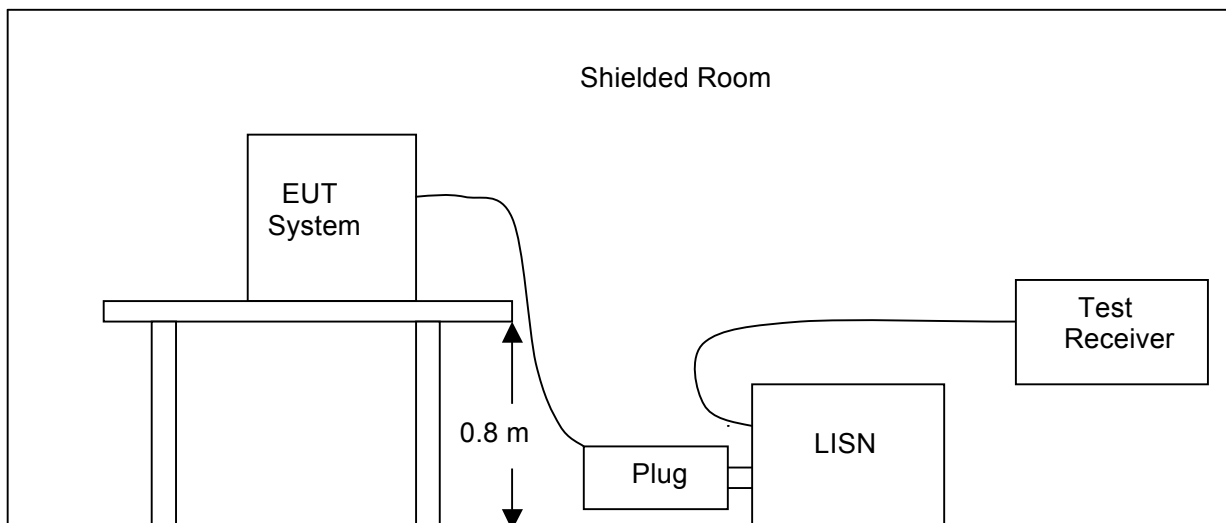 Shielded Room
EUT
System
Test
Receiver
0.8 m
LISN
Plug